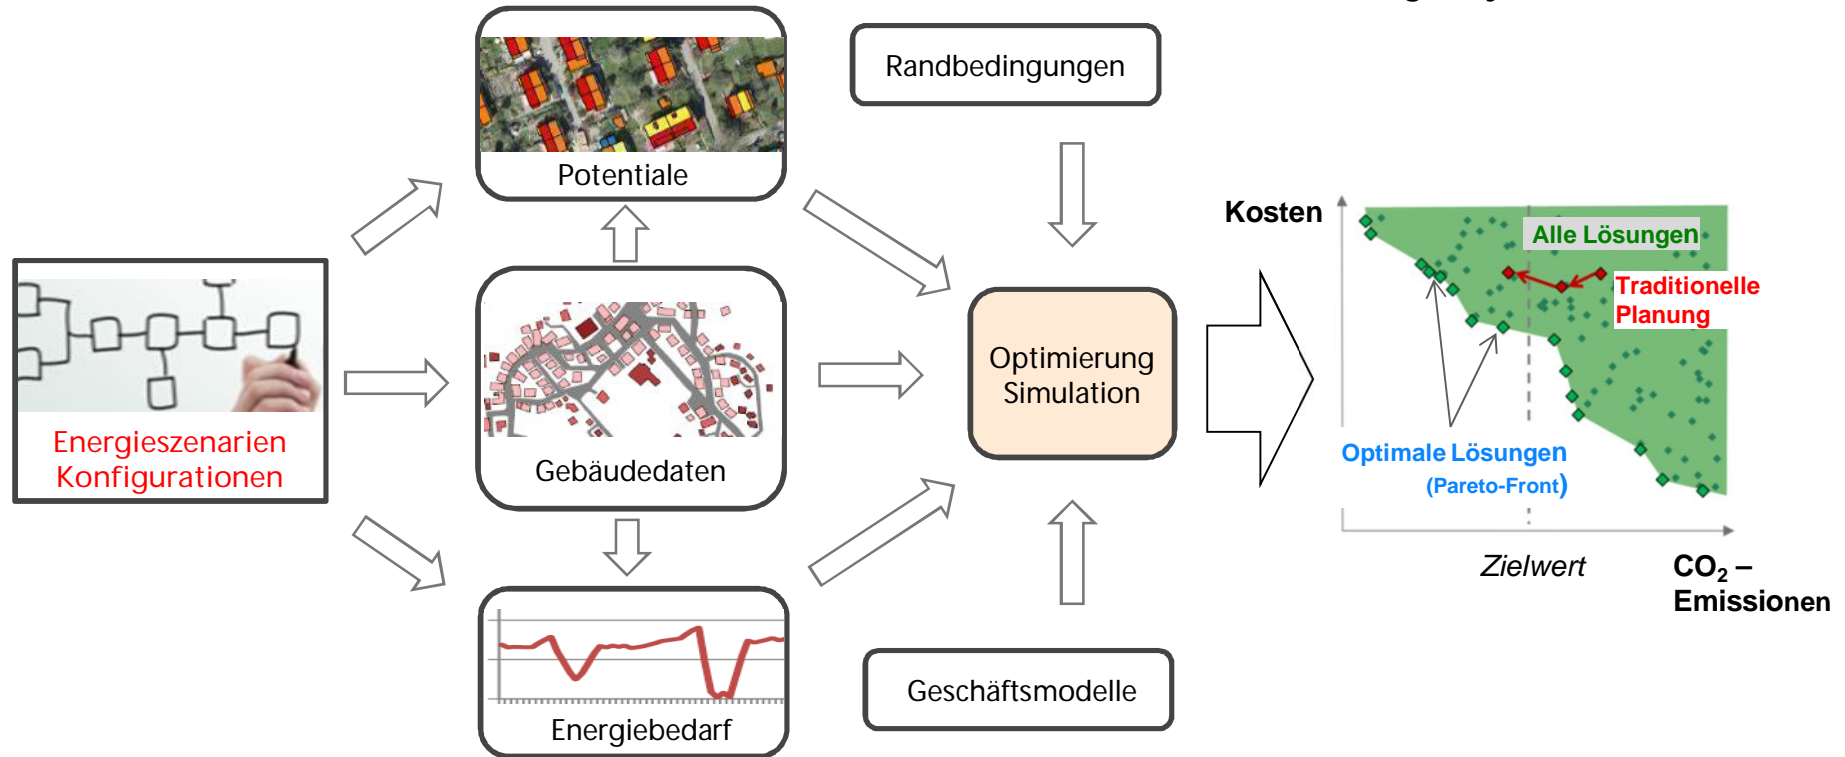 Randbedingungen
Potentiale
Energieszenarien
Konfigurationen
Gebäudedaten
Optimierung
Simulation
Energiebedarf
Geschäftsmodelle
Kosten
Alle Lösungen
Traditionelle
Planung
Optimale Lösungen
(Pareto-Front)
Zielwert
CO₂ –
Emissionen